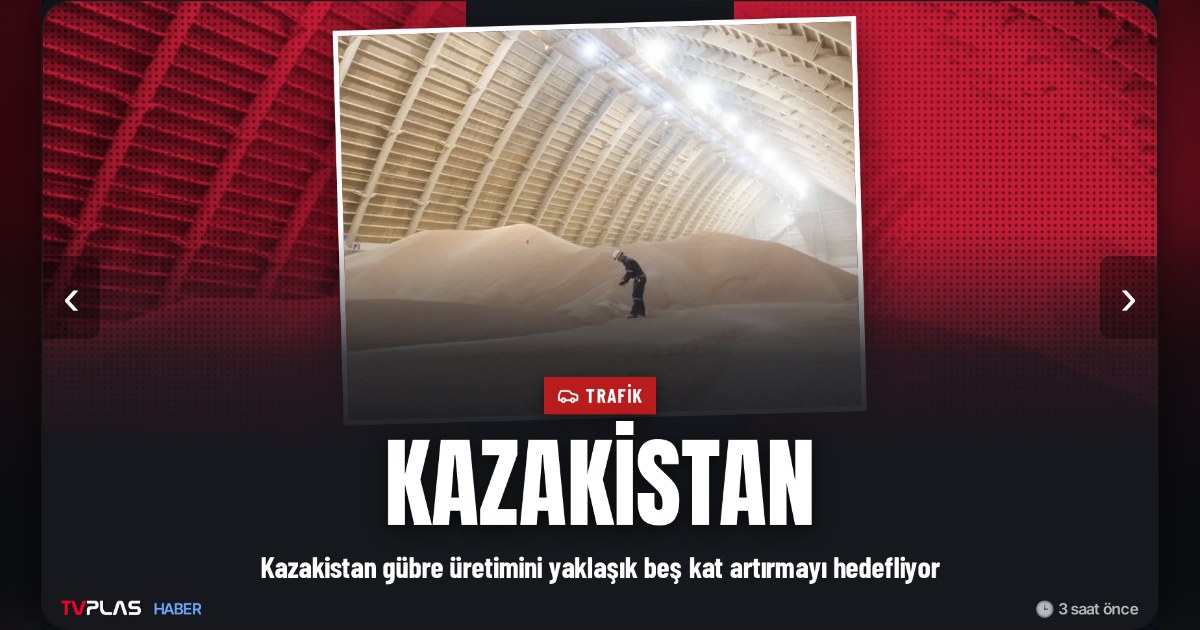 TRAFİK
KAZAKİSTAN
Kazakistan gübre üretimini yaklaşık beş kat artırmayı hedefliyor
TVPLAS HABER
3 saat önce